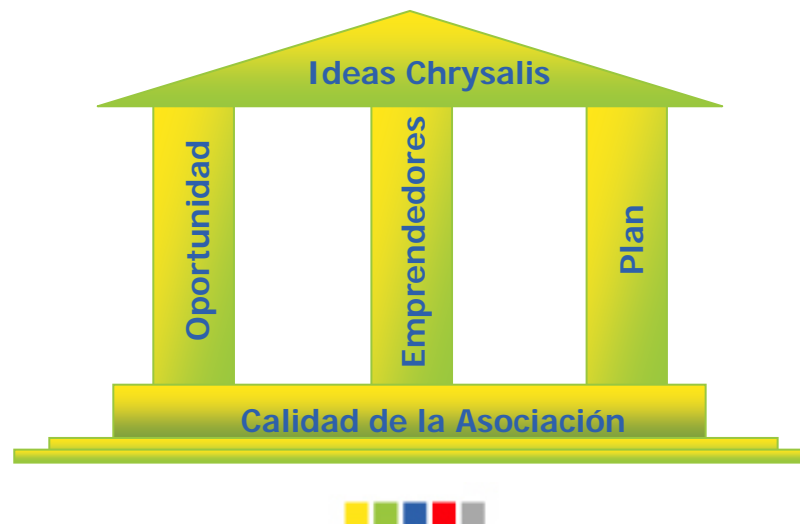 Ideas Chrysalis
Oportunidad
Emprendedores
Plan
Calidad de la Asociación